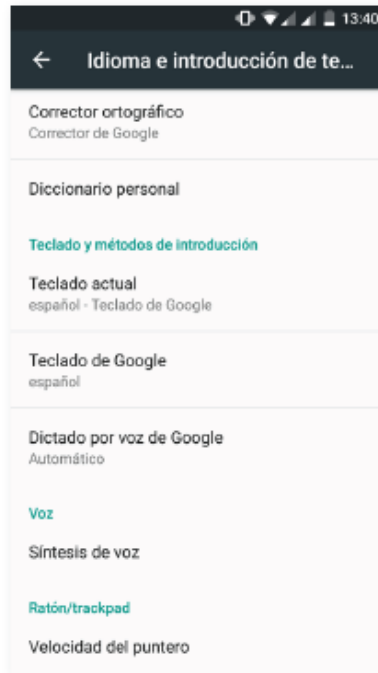 13:40
Idioma e introducción de te...
Corrector ortográfico
Corrector de Google
Diccionario personal
Teclado y métodos de introducción
Teclado actual
español - Teclado de Google
Teclado de Google
español
Dictado por voz de Google
Automático
Voz
Síntesis de voz
Ratón/trackpad
Velocidad del puntero